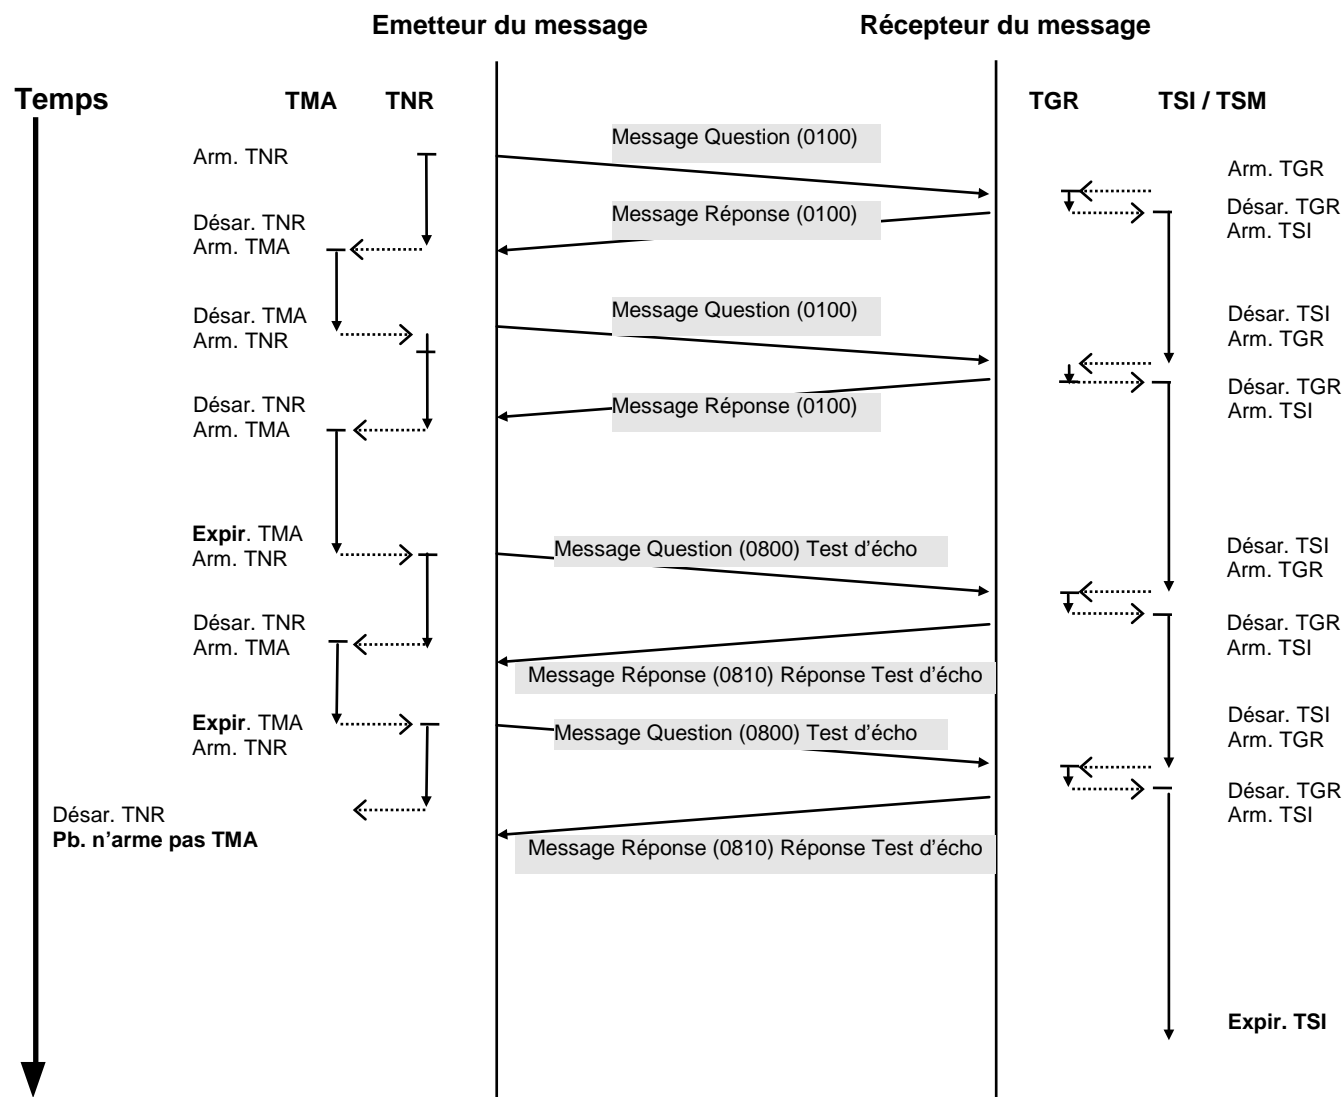 Emetteur du message
Récepteur du message
Temps
TMA
TNR
TGR
TSI / TSM
Message Question (0100)
Arm. TNR
Arm. TGR
Message Réponse (0100)
Désar. TGR
Arm. TSI
Désar. TNR
Arm. TMA
Message Question (0100)
Désar. TMA
Arm. TNR
Désar. TSI
Arm. TGR
Désar. TGR
Arm. TSI
Message Réponse (0100)
Désar. TNR
Arm. TMA
Expir. TMA
Arm. TNR
Message Question (0800) Test d'écho
Désar. TSI
Arm. TGR
Désar. TNR
Arm. TMA
Désar. TGR
Arm. TSI
Message Réponse (0810) Réponse Test d'écho
Expir. TMA
Arm. TNR
Message Question (0800) Test d'écho
Désar. TSI
Arm. TGR
Désar. TGR
Arm. TSI
Désar. TNR
Pb. n'arme pas TMA
Message Réponse (0810) Réponse Test d'écho
Expir. TSI